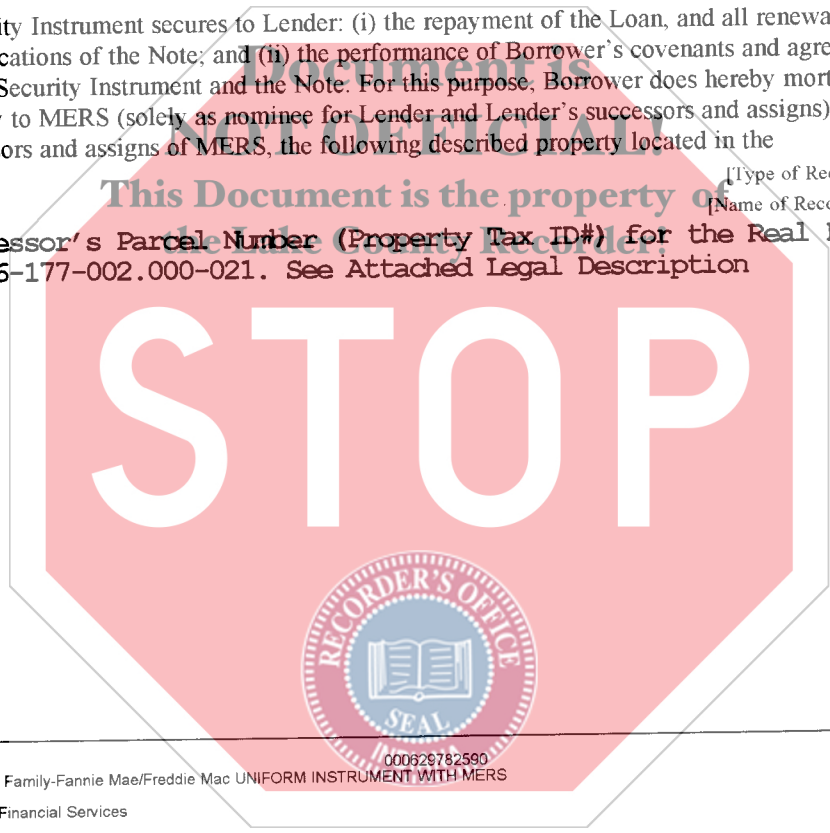 ity Instrument secures to Lender: (i) the repayment of the Loan, and all renewa
cations of the Note; and (ii) the performance of Borrower's covenants and agre
Document is
Security Instrument and the Note. For this purpose, Borrower does hereby mort
to MERS (solely as nominee for Lender and Lender's successors and assigns)
NOT OFFICIAL!
ors and assigns of MERS, the following described property located in the
[Type of Rec
This Document is the property of
[Name of Reco
essor's Parcel Number (Property Tax ID#) for the Real
the Lake County Recorder!
6-177-002.000-021. See Attached Legal Description
STOP
RECORDER'S OFFICE
SEAL
INDIANA
000629782590
Family-Fannie Mae/Freddie Mac UNIFORM INSTRUMENT WITH MERS
Financial Services